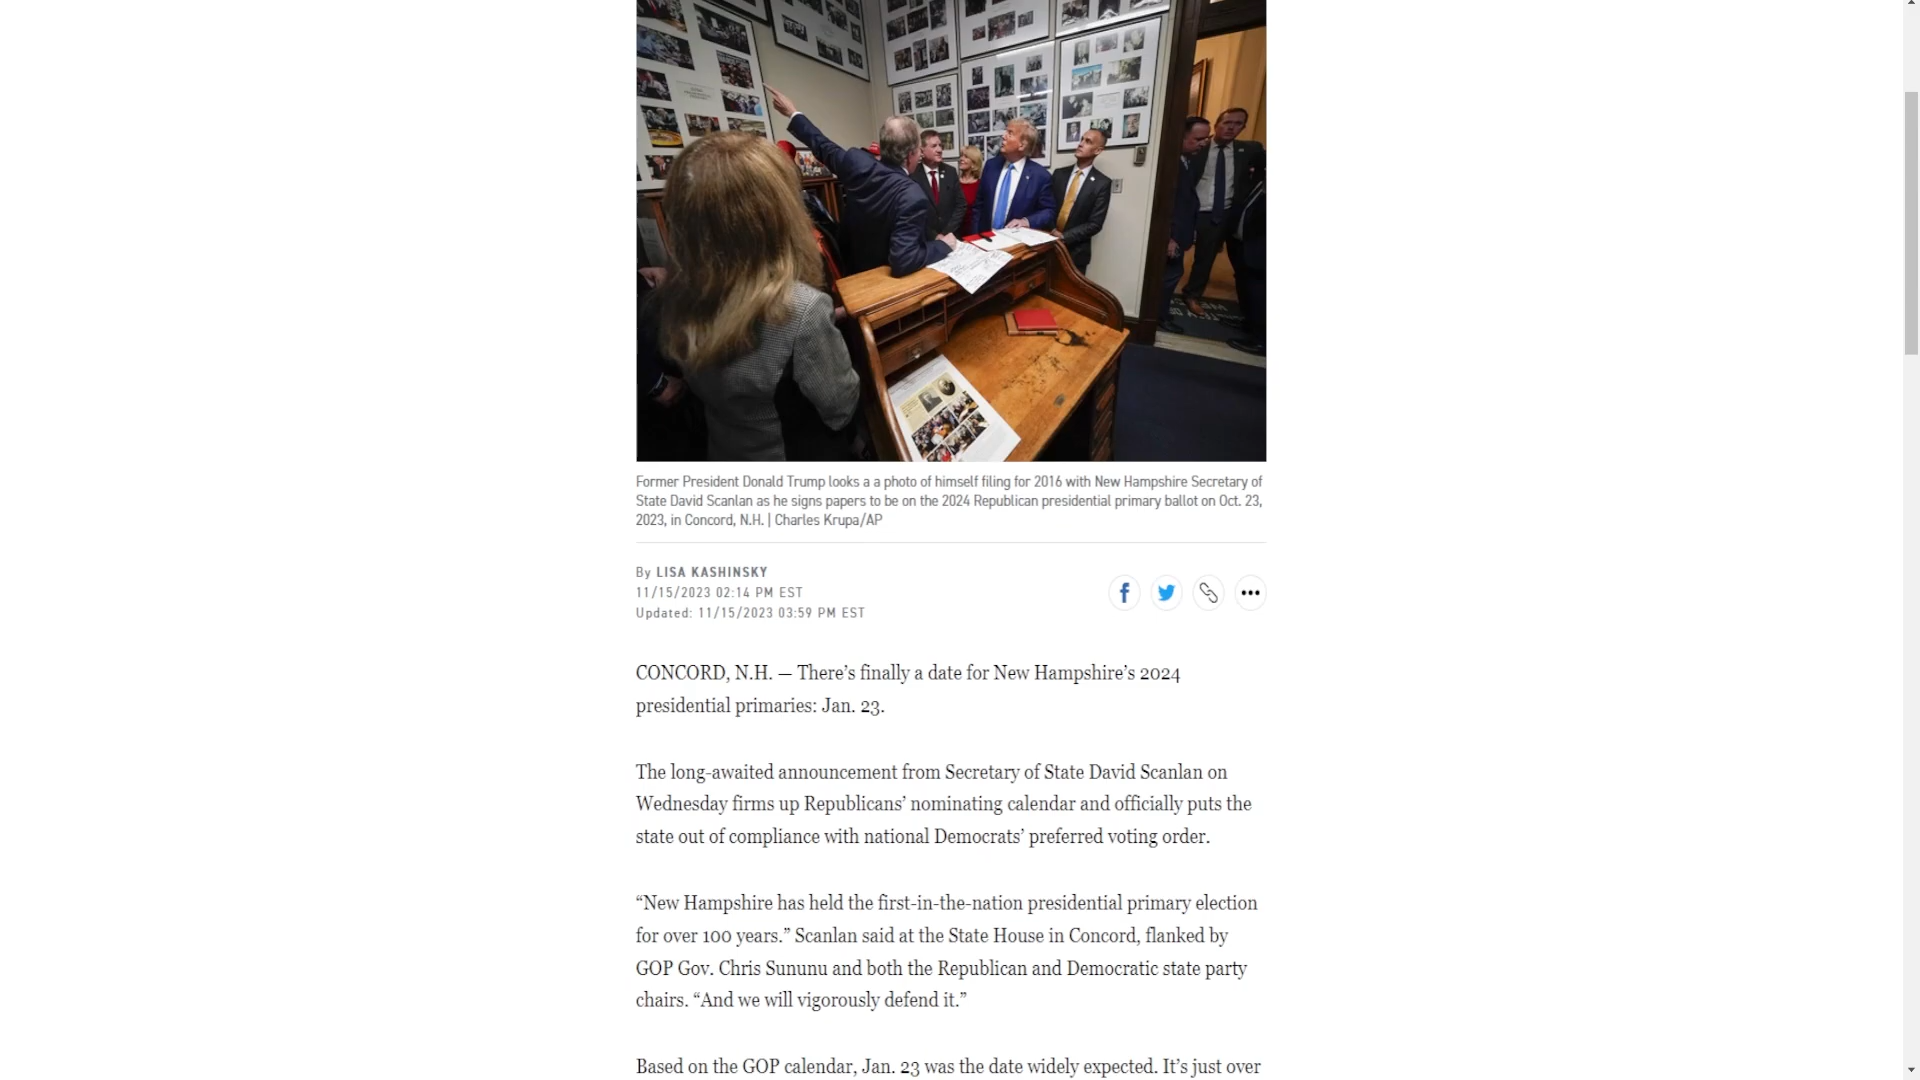 Former President Donald Trump looks a a photo of himself filing for 2016 with New Hampshire Secretary of
State David Scanlan as he signs papers to be on the 2024 Republican presidential primary ballot on Oct. 23,
2023, in Concord, N.H. | Charles Krupa/AP
By LISA KASHINSKY
11/15/2023 02:14 PM EST
Updated: 11/15/2023 03:59 PM EST
CONCORD, N.H. — There’s finally a date for New Hampshire’s 2024
presidential primaries: Jan. 23.
The long-awaited announcement from Secretary of State David Scanlan on
Wednesday firms up Republicans’ nominating calendar and officially puts the
state out of compliance with national Democrats’ preferred voting order.
“New Hampshire has held the first-in-the-nation presidential primary election
for over 100 years.” Scanlan said at the State House in Concord, flanked by
GOP Gov. Chris Sununu and both the Republican and Democratic state party
chairs. “And we will vigorously defend it.”
Based on the GOP calendar, Jan. 23 was the date widely expected. It’s just over